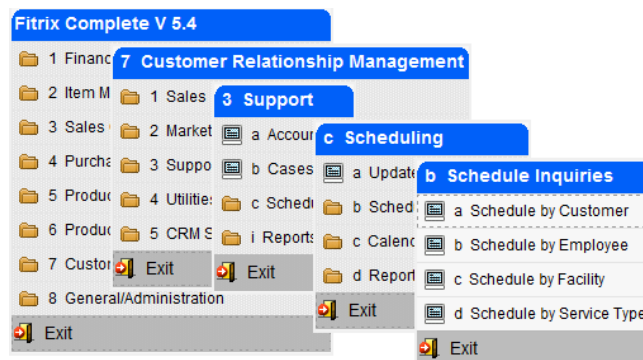 Fitrix Complete V 5.4
1 Financ
2 Item M
3 Sales
4 Purcha
5 Produc
6 Produc
7 Custor
8 General/Administration
Exit
7 Customer Relationship Management
1 Sales
2 Market
3 Suppo
4 Utilities
5 CRM S
Exit
3 Support
a Accour
b Cases
c Schedu
i Reports
Exit
c Scheduling
a Update
b Sched
c Calenc
d Report
Exit
b Schedule Inquiries
a Schedule by Customer
b Schedule by Employee
c Schedule by Facility
d Schedule by Service Type
Exit